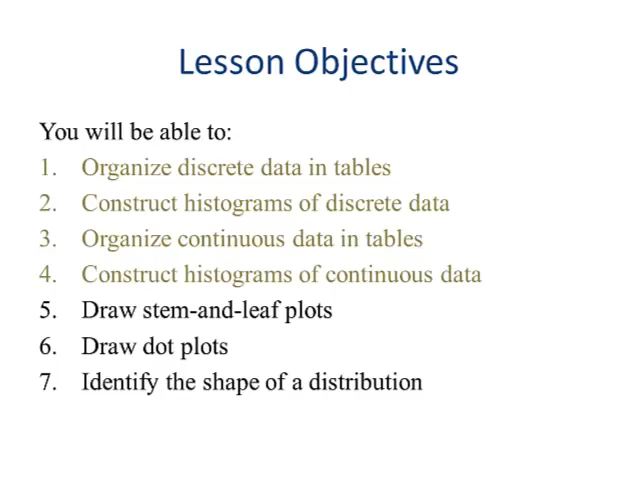 Lesson Objectives
You will be able to:
1. Organize discrete data in tables
2. Construct histograms of discrete data
3. Organize continuous data in tables
4. Construct histograms of continuous data
5. Draw stem-and-leaf plots
6. Draw dot plots
7. Identify the shape of a distribution